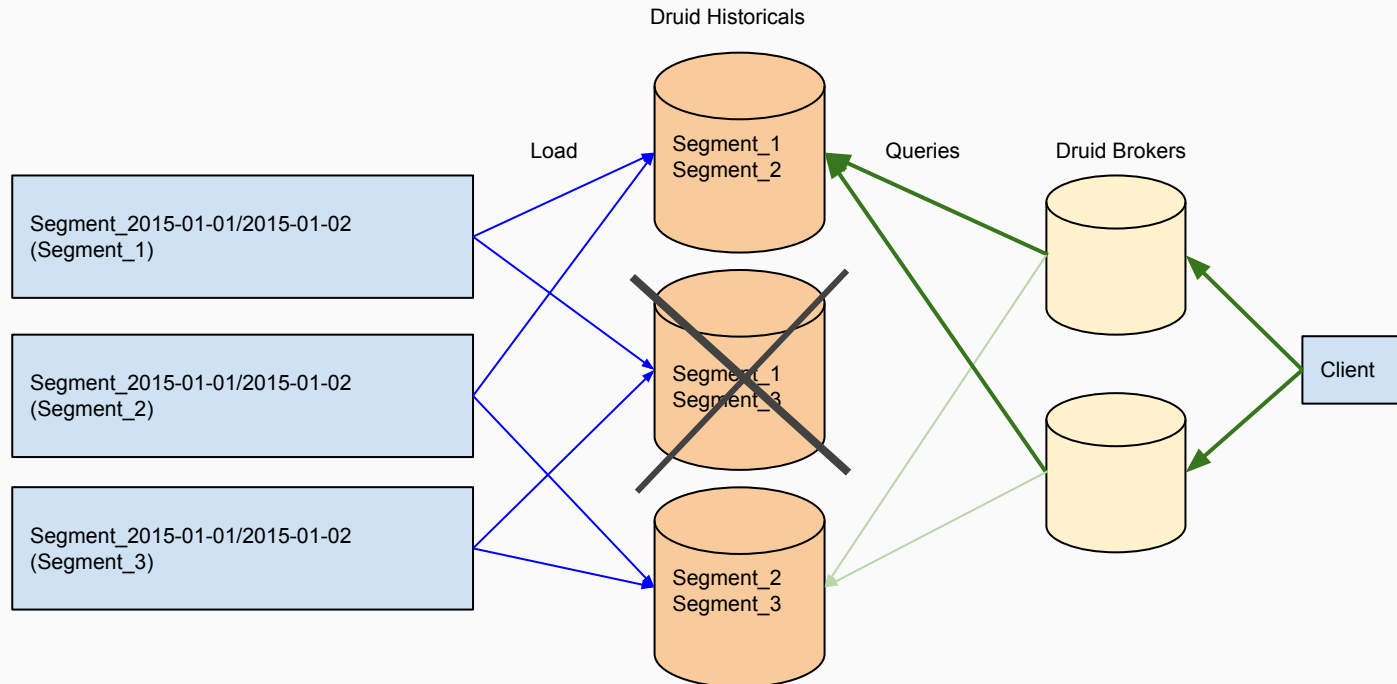 Druid Historicals
Load
Queries
Druid Brokers
Segment_2015-01-01/2015-01-02
(Segment_1)
Segment_2015-01-01/2015-01-02
(Segment_2)
Segment_2015-01-01/2015-01-02
(Segment_3)
Segment_1
Segment_2
Segment_1
Segment_3
Segment_2
Segment_3
Client